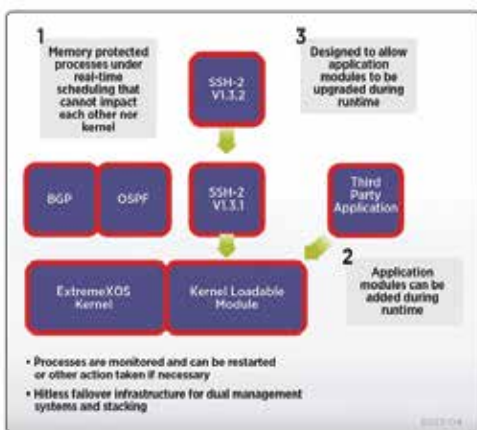 1
Memory protected
processes under
real-time
scheduling that
cannot impact
each other nor
kernel
SSH-2
V1.3.2
3
Designed to allow
application
modules to be
upgraded during
runtime
BGP
OSPF
SSH-2
V1.3.1
Third
Party
Application
ExtremeXOS
Kernel
Kernel Loadable
Module
2
Application
modules can be
added during
runtime
• Processes are monitored and can be restarted
or other action taken if necessary
• Hitless failover infrastructure for dual management
systems and stacking